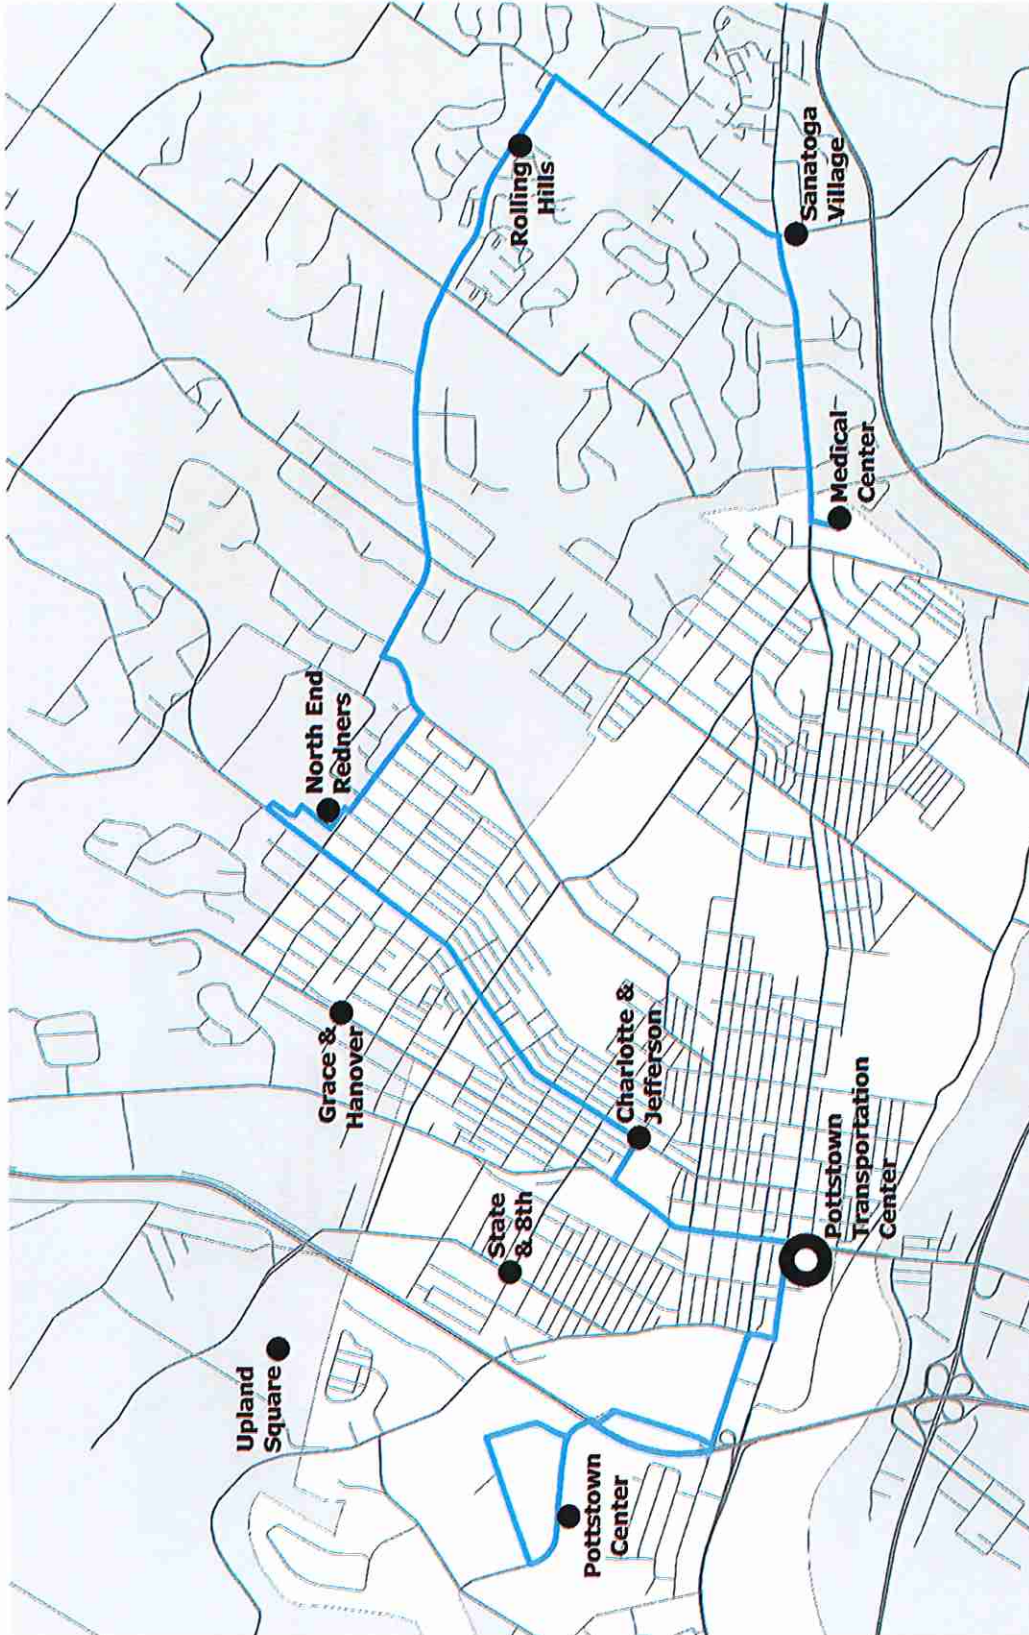 Upland
Square
Pottstown
Center
State
& 8th
Grace &
Hanover
Pottstown
Transportation
Center
Charlotte &
Jefferson
North End
Redners
Medical
Center
Rolling
Hills
Sanatoga
Village